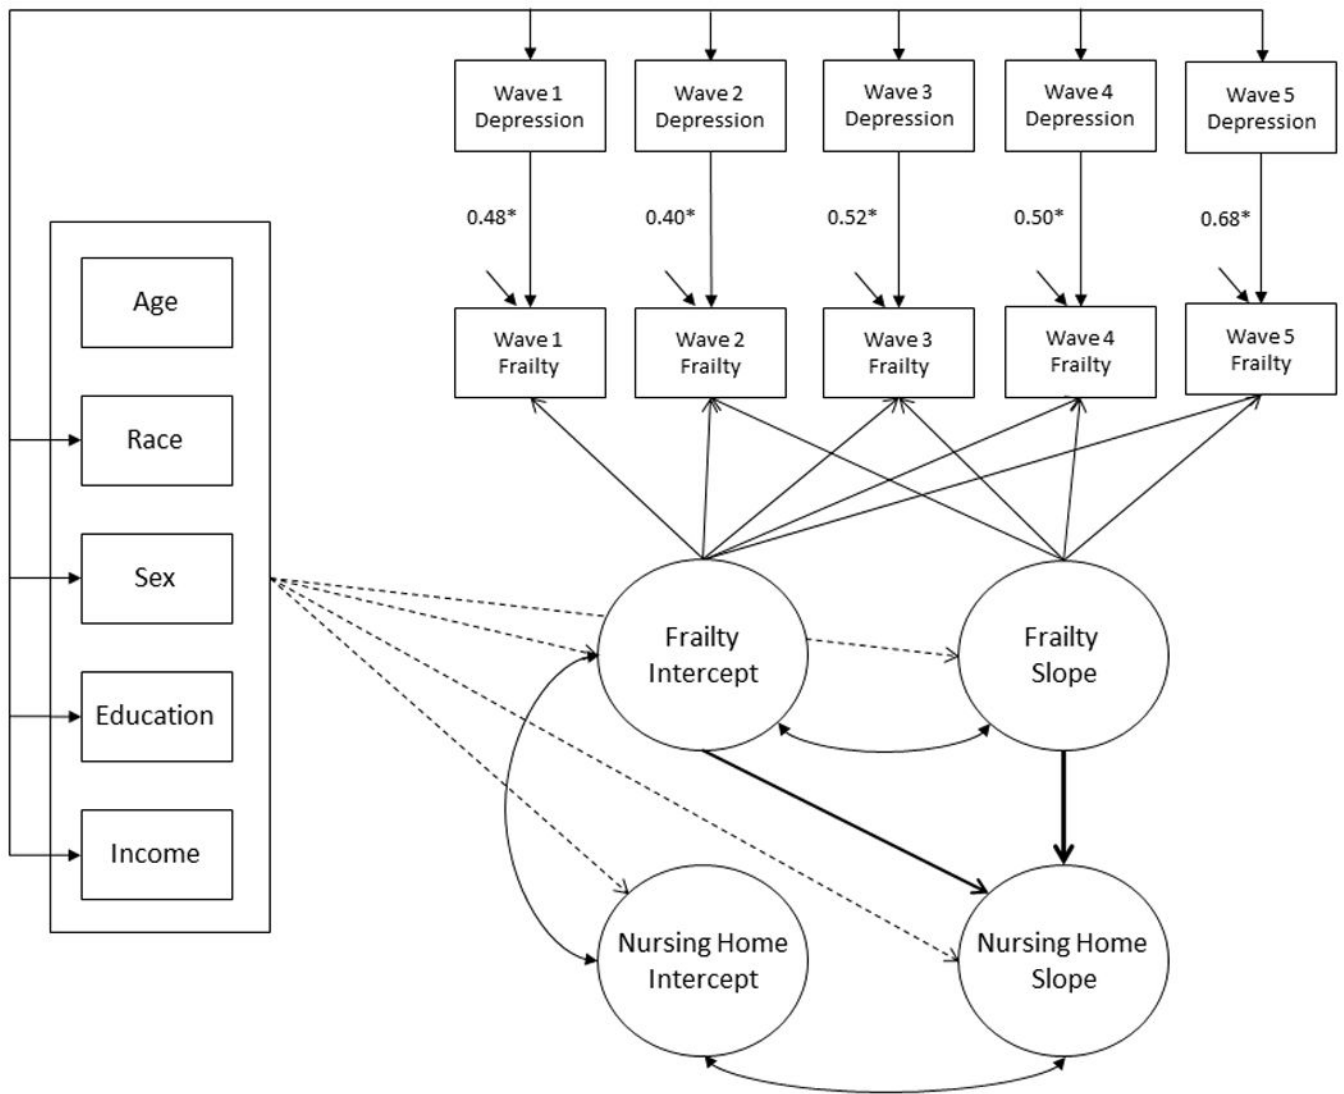 Wave 1
Depression
Wave 2
Depression
Wave 3
Depression
Wave 4
Depression
Wave 5
Depression
0.48*
0.40*
0.52*
0.50*
0.68*
Wave 1
Frailty
Wave 2
Frailty
Wave 3
Frailty
Wave 4
Frailty
Wave 5
Frailty
Age
Race
Sex
Education
Income
Frailty
Intercept
Frailty
Slope
Nursing Home
Intercept
Nursing Home
Slope